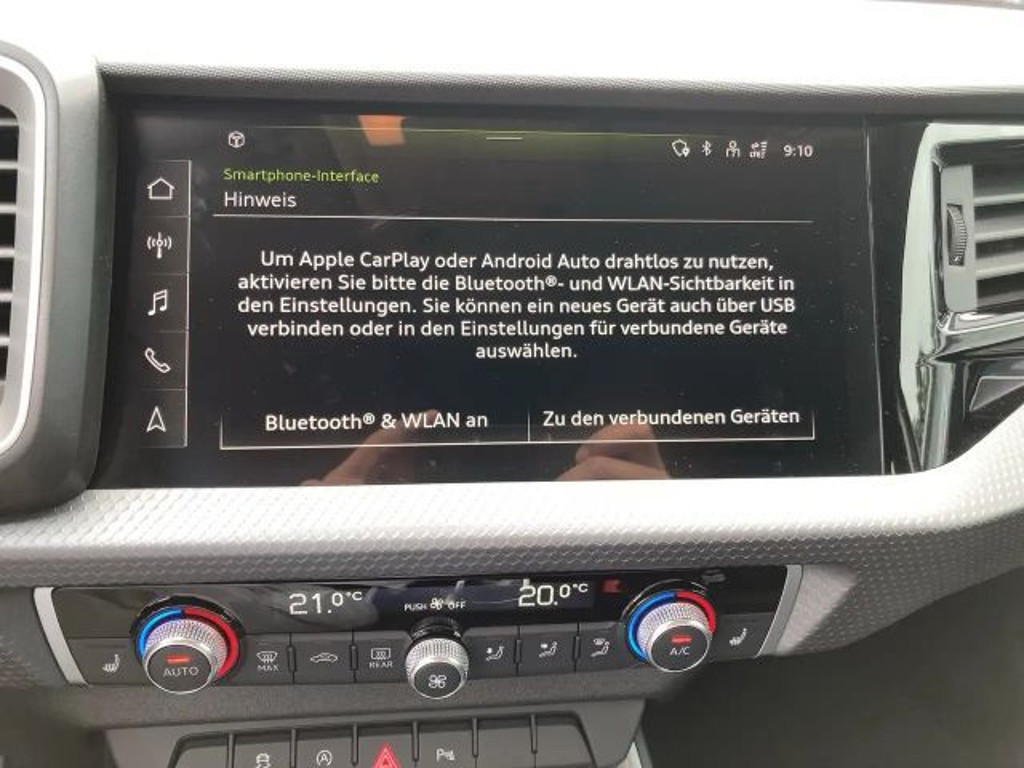 9:10
Smartphone-Interface
Hinweis
Um Apple CarPlay oder Android Auto drahtlos zu nutzen,
aktivieren Sie bitte die Bluetooth®- und WLAN-Sichtbarkeit in
den Einstellungen. Sie können ein neues Gerät auch über USB
verbinden oder in den Einstellungen für verbundene Geräte
auswählen.
Bluetooth® & WLAN an
Zu den verbundenen Geräten
21.0°C
PUSH OFF
20.0°C
AUTO
MAX
REAR
A/C
A
P